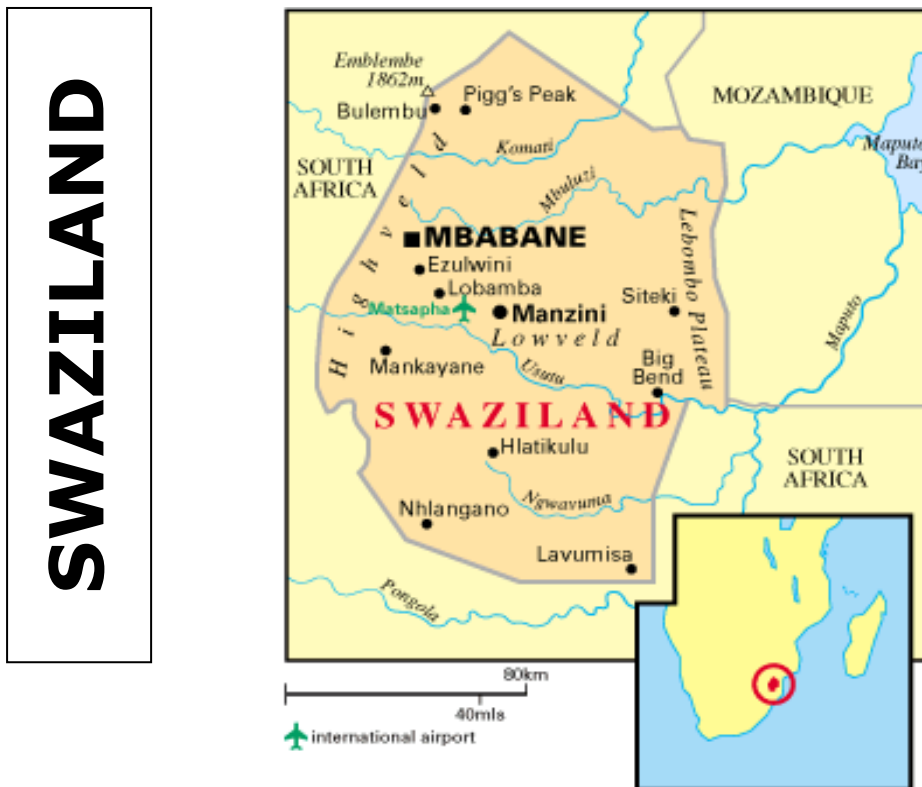 SWAZILAND
Emblembe
1862m
Pigg's Peak
Bulembu
MOZAMBIQUE
Maputo
Bay
Komati
SOUTH
AFRICA
Mbuluzi
Highveld
MBABANE
Lebombo Plateau
Ezulwini
Lobamba
Siteki
Matsapha
Manzini
Lowveld
Maputo
Mankayane
Usutu
Big
Bend
SWAZILAND
Hlatikulu
SOUTH
AFRICA
Ngwavuma
Nhlangano
Lavumisa
Pongola
80km
40mls
international airport